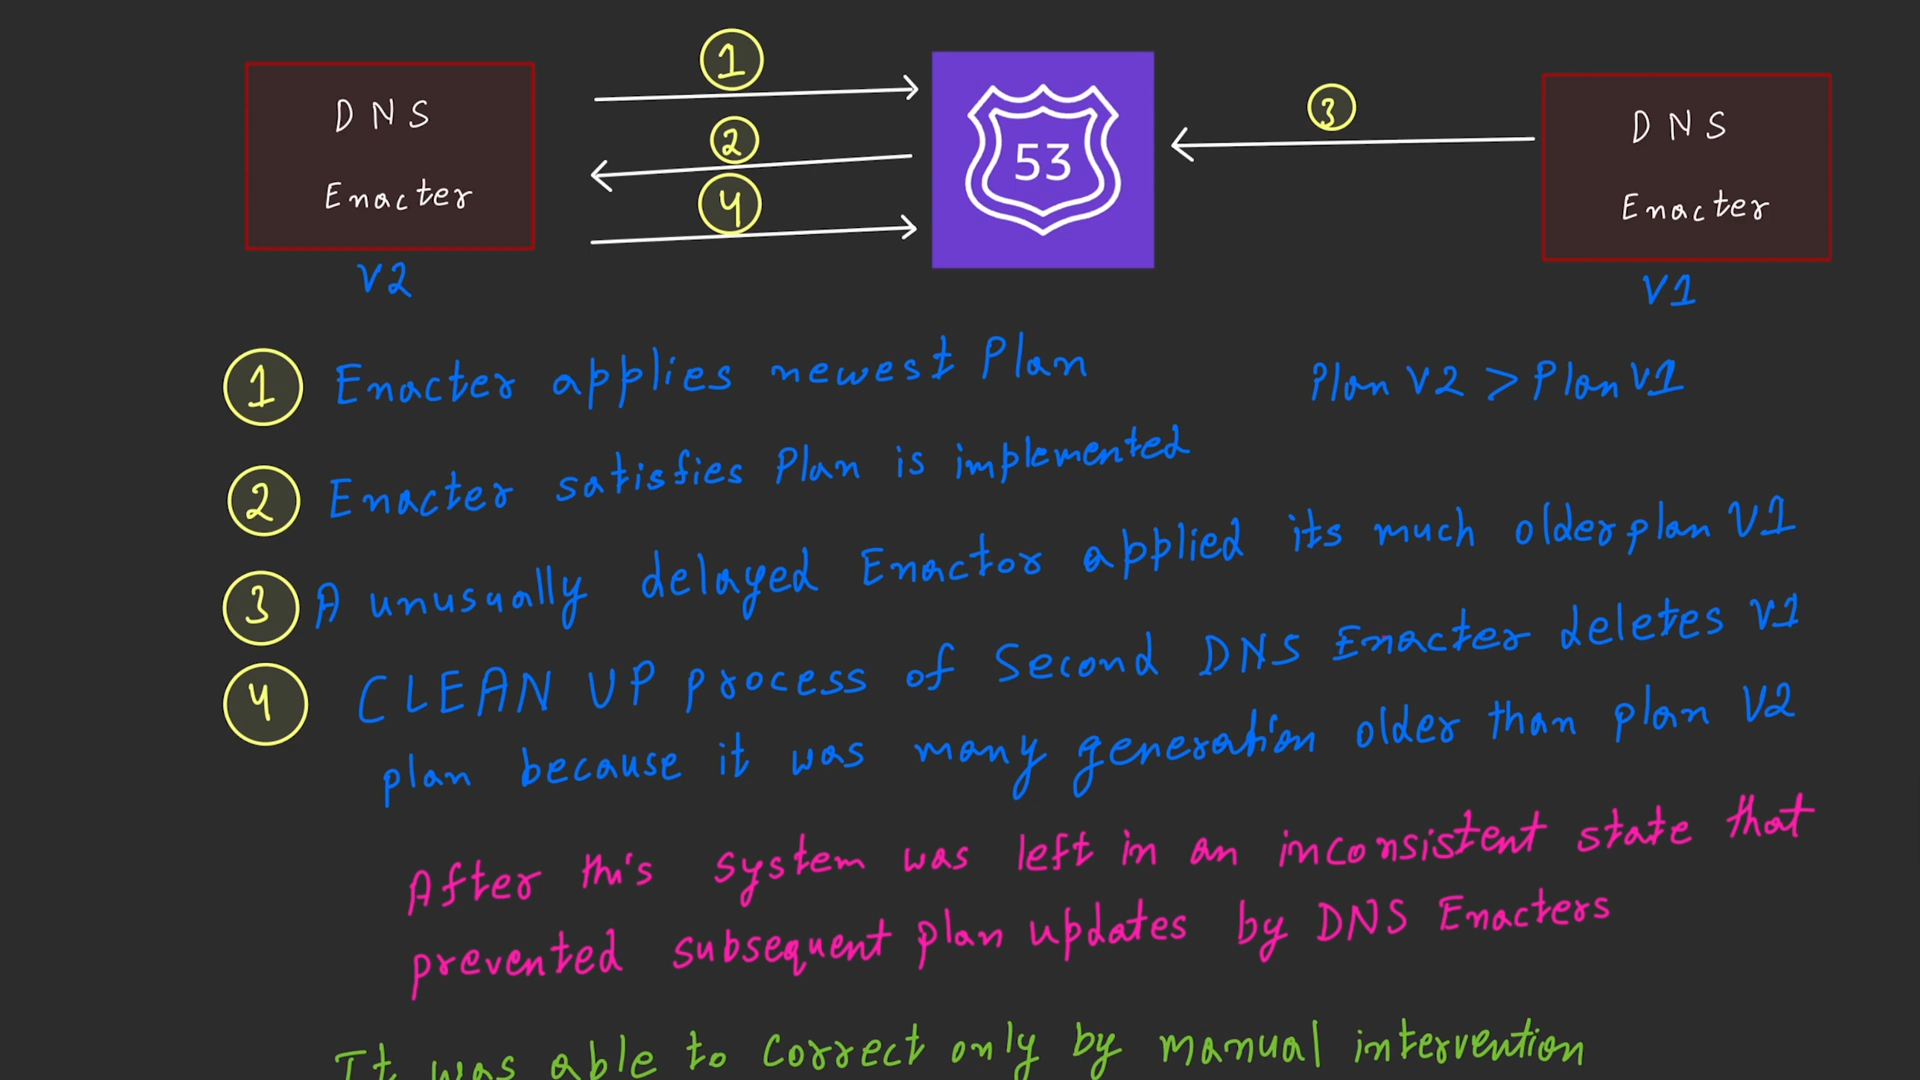 1
DNS
Enacter
V2
2
4
53
3
DNS
Enacter
V1
1 Enacter applies newest Plan
Plan V2 > Plan V1
2 Enacter satisfies Plan is implemented
3 A unusually delayed Enactor applied its much older plan V1
4 CLEAN UP process of Second DNS Enacter deletes V1
plan because it was many generation older than plan V2
After this system was left in an inconsistent state that
prevented subsequent plan updates by DNS Enacters
It was able to correct only by manual intervention